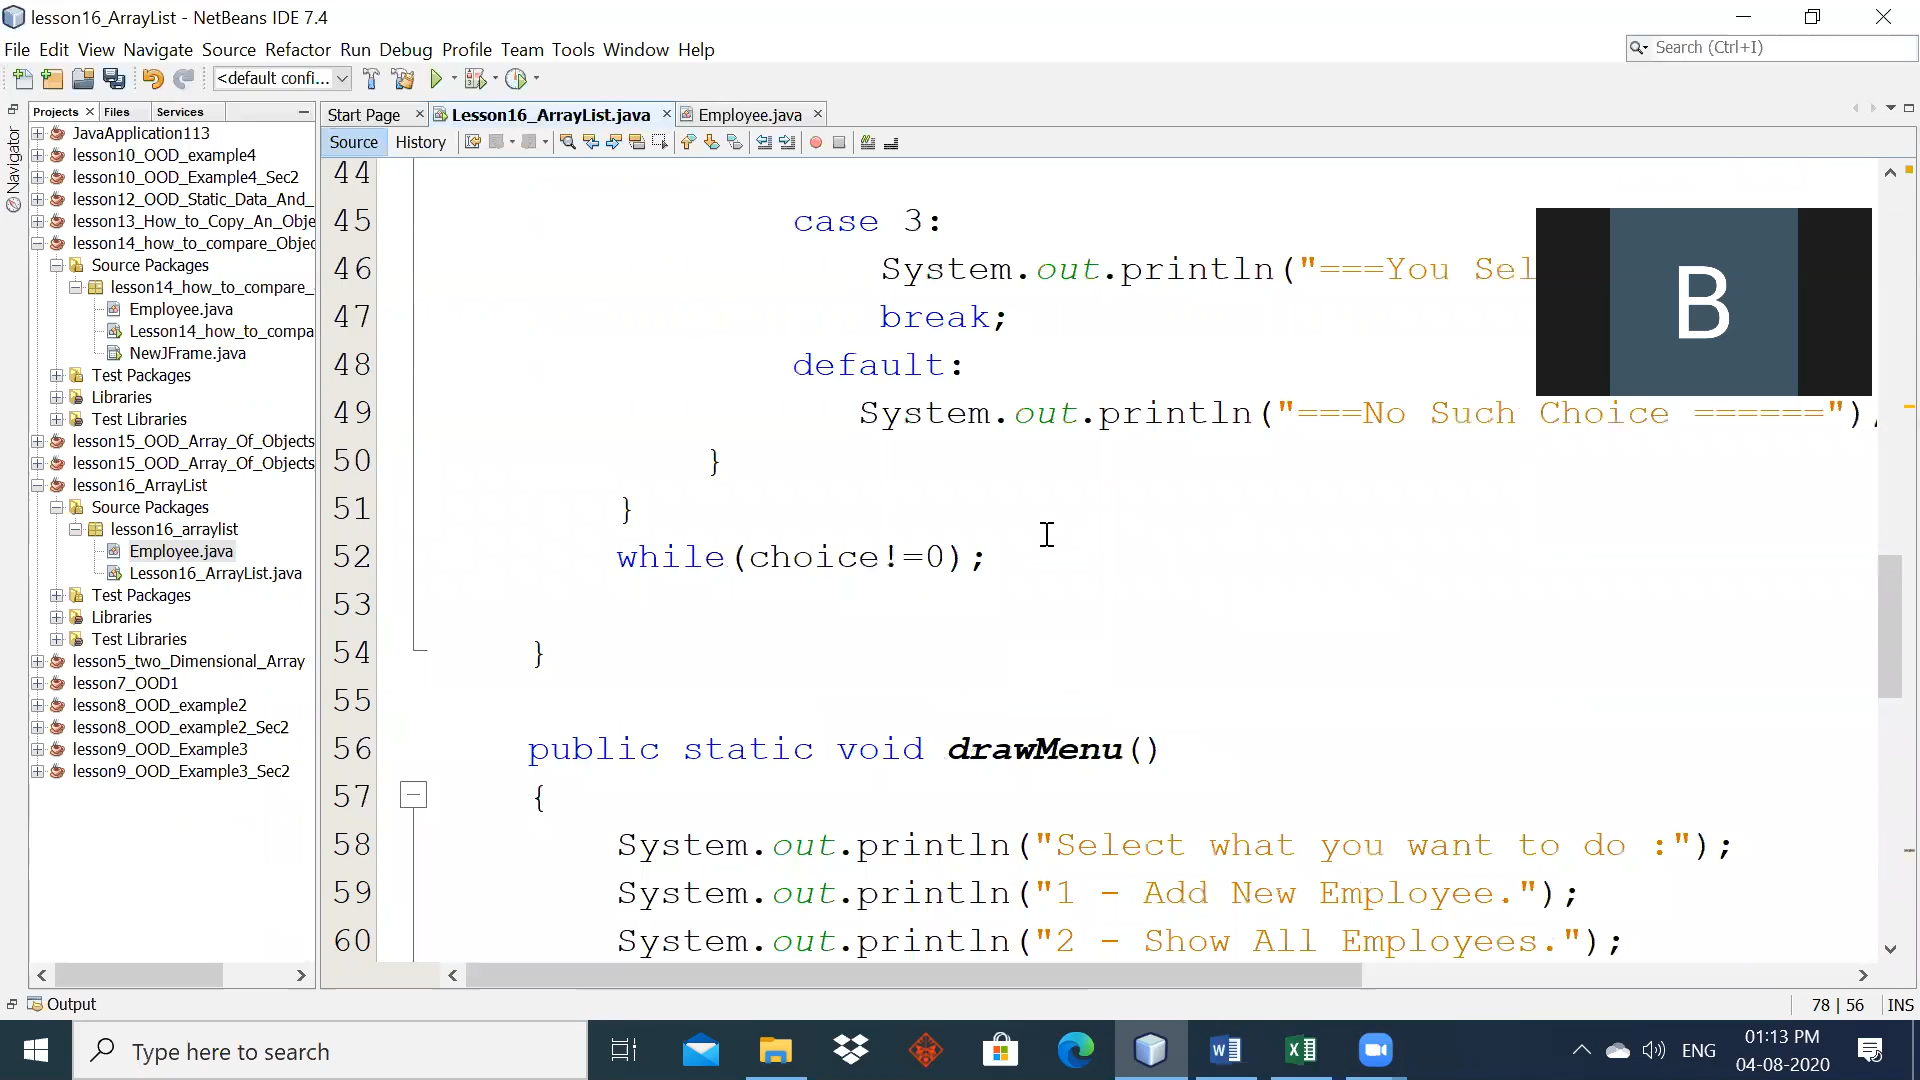 lesson16_ArrayList - NetBeans IDE 7.4
File Edit View Navigate Source Refactor Run Debug Profile Team Tools Window Help
Search (Ctrl+I)
<default confi...
Projects Files Services
Navigator
JavaApplication113
lesson10_OOD_example4
lesson10_OOD_Example4_Sec2
lesson12_OOD_Static_Data_And_
lesson13_How_to_Copy_An_Obje
lesson14_how_to_compare_Objec
Source Packages
lesson14_how_to_compare_
Employee.java
Lesson14_how_to_compa
NewJFrame.java
Test Packages
Libraries
Test Libraries
lesson15_OOD_Array_Of_Objects
lesson15_OOD_Array_Of_Objects
lesson16_ArrayList
Source Packages
lesson16_arraylist
Employee.java
Lesson16_ArrayList.java
Test Packages
Libraries
Test Libraries
lesson5_two_Dimensional_Array
lesson7_OOD1
lesson8_OOD_example2
lesson8_OOD_example2_Sec2
lesson9_OOD_Example3
lesson9_OOD_Example3_Sec2
Start Page Lesson16_ArrayList.java Employee.java
Source History
44
45 case 3:
46 System.out.println("===You Sel
47 break;
48 default:
49 System.out.println("===No Such Choice ======")
50 }
51 }
52 while(choice!=0);
53
54 }
55
56 public static void drawMenu()
57 {
58 System.out.println("Select what you want to do :");
59 System.out.println("1 - Add New Employee.");
60 System.out.println("2 - Show All Employees.");
B
Output
78 | 56 INS
Type here to search
ENG
01:13 PM
04-08-2020